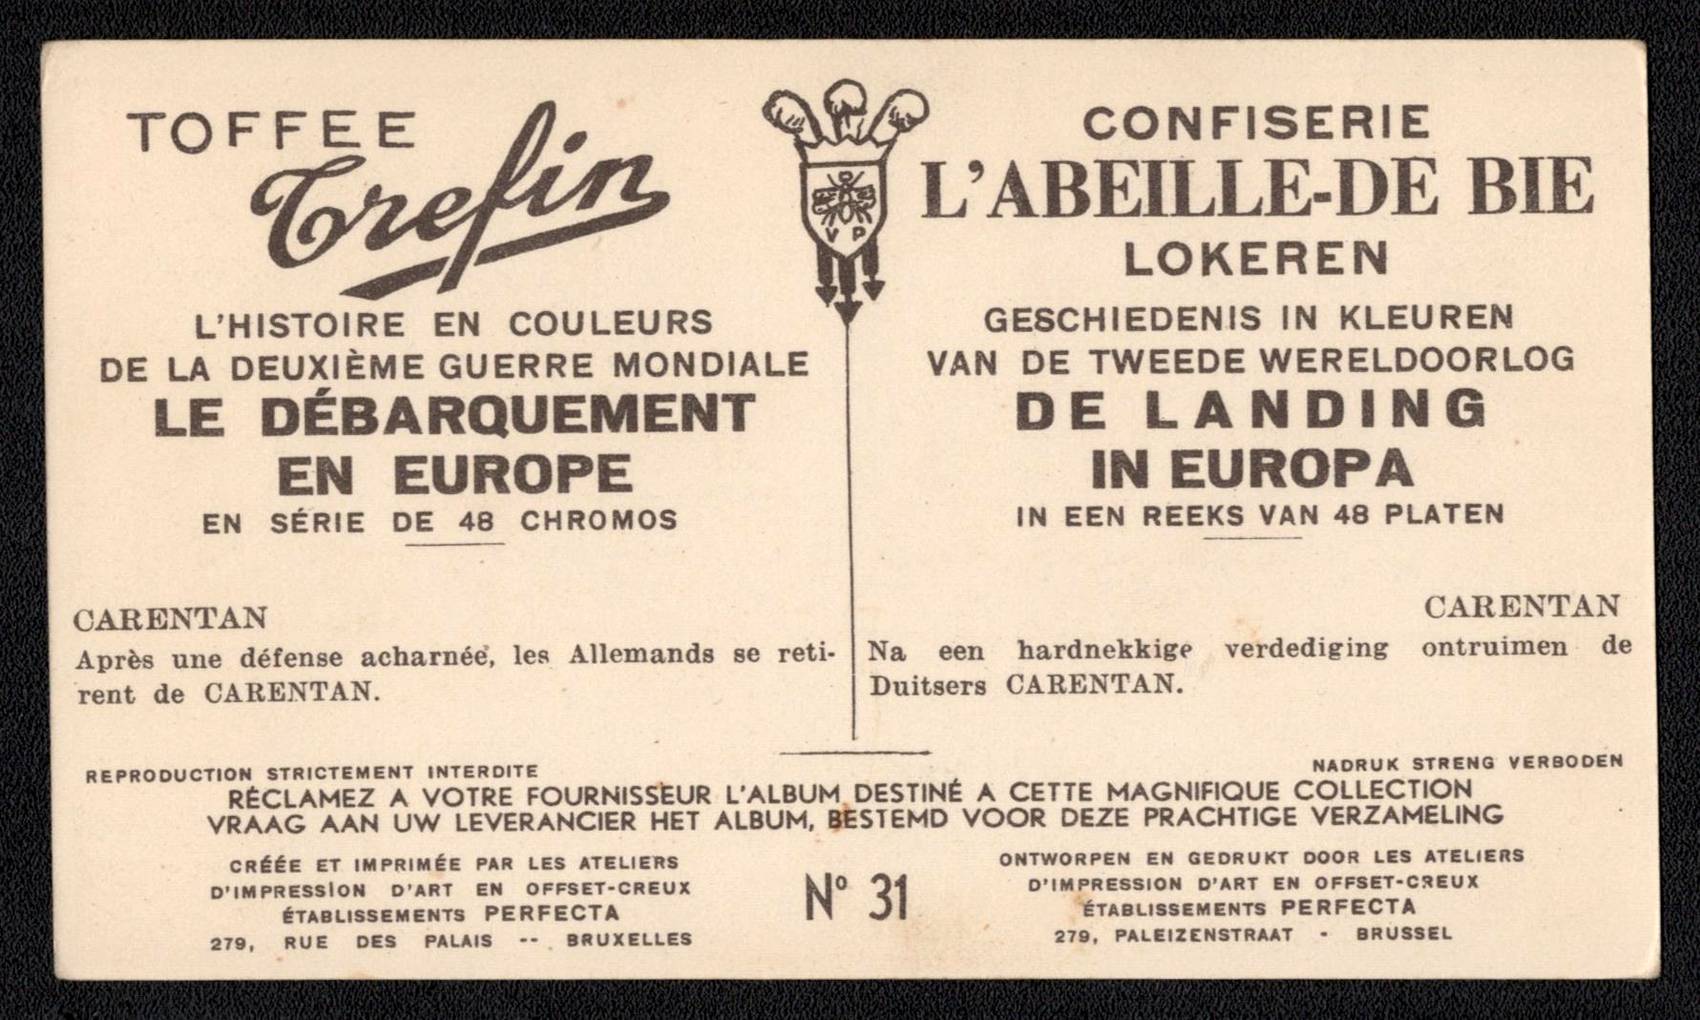 TOFFEE
Trefin
L'HISTOIRE EN COULEURS
DE LA DEUXIÈME GUERRE MONDIALE
LE DÉBARQUEMENT
EN EUROPE
EN SÉRIE DE 48 CHROMOS
CARENTAN
Après une défense acharnée, les Allemands se reti-
rent de CARENTAN.
V P
CONFISERIE
L'ABEILLE-DE BIE
LOKEREN
GESCHIEDENIS IN KLEUREN
VAN DE TWEEDE WERELDOORLOG
DE LANDING
IN EUROPA
IN EEN REEKS VAN 48 PLATEN
CARENTAN
Na een hardnekkige verdediging ontruimen de
Duitsers CARENTAN.
REPRODUCTION STRICTEMENT INTERDITE
NADRUK STRENG VERBODEN
RÉCLAMEZ A VOTRE FOURNISSEUR L'ALBUM DESTINÉ A CETTE MAGNIFIQUE COLLECTION
VRAAG AAN UW LEVERANCIER HET ALBUM, BESTEMD VOOR DEZE PRACHTIGE VERZAMELING
CRÉÉE ET IMPRIMÉE PAR LES ATELIERS
D'IMPRESSION D'ART EN OFFSET-CREUX
ÉTABLISSEMENTS PERFECTA
279, RUE DES PALAIS -- BRUXELLES
Nº 31
ONTWORPEN EN GEDRUKT DOOR LES ATELIERS
D'IMPRESSION D'ART EN OFFSET-CREUX
ÉTABLISSEMENTS PERFECTA
279, PALEIZENSTRAAT - BRUSSEL